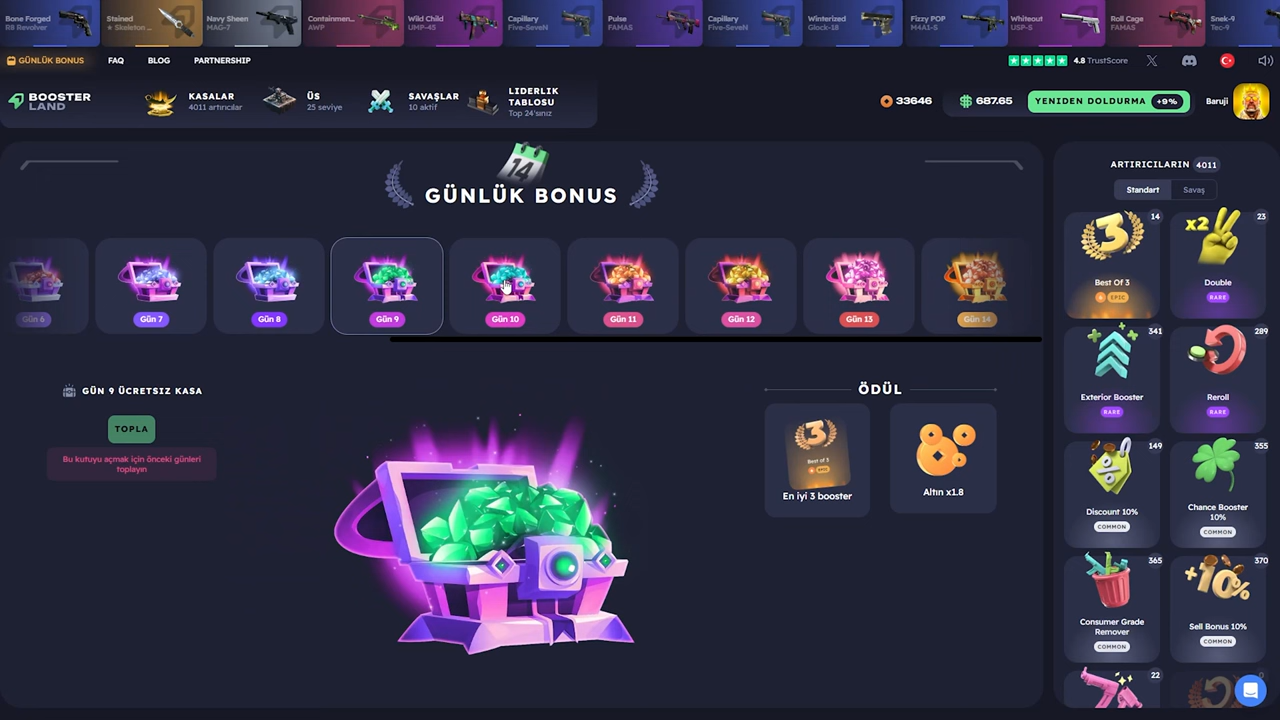 Bone Forged
R8 Revolver
Stained
★ Skeleton ...
Navy Sheen
MAG-7
Containmen...
AWP
Wild Child
UMP-45
Capillary
Five-SeveN
Pulse
FAMAS
Capillary
Five-SeveN
Winterized
Glock-18
Fizzy POP
M4A1-S
Whiteout
USP-S
Roll Cage
FAMAS
Snek-9
Tec-9
GÜNLÜK BONUS
FAQ
BLOG
PARTNERSHIP
4.8 TrustScore
BOOSTER
LAND
KASALAR
4011 artırıcılar
ÜS
25 seviye
SAVAŞLAR
10 aktif
LIDERLIK
TABLOSU
Top 24'sınız
33646
687.65
YENIDEN DOLDURMA +9%
Baruji
14
GÜNLÜK BONUS
Gün 6
Gün 7
Gün 8
Gün 9
Gün 10
Gün 11
Gün 12
Gün 13
Gün 14
GÜN 9 ÜCRETSIZ KASA
TOPLA
Bu kutuyu açmak için önceki günleri
toplayın
ÖDÜL
3
Best of 3
EPIC
En iyi 3 booster
Altın x1.8
ARTIRICILARIN 4011
Standart
Savaş
14
3
Best Of 3
EPIC
23
x2
Double
RARE
341
Exterior Booster
RARE
289
Reroll
RARE
149
%
Discount 10%
COMMON
355
Chance Booster
10%
COMMON
365
Consumer Grade
Remover
COMMON
370
+10%
Sell Bonus 10%
COMMON
22